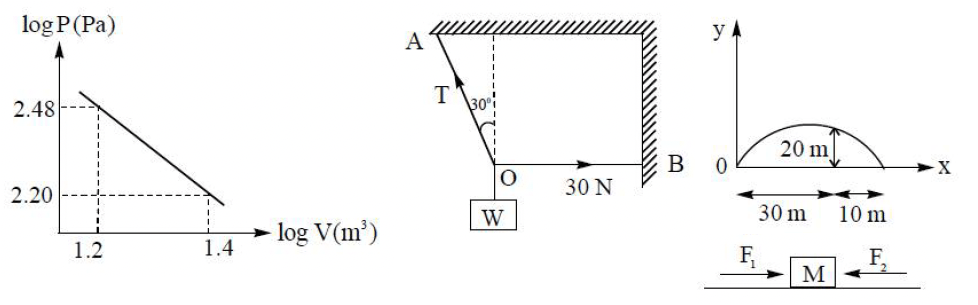 log P (Pa)
2.48
2.20
1.2
1.4
log V(m³)
A
T
30⁰
O
30 N
B
W
y
0
20 m
x
30 m
10 m
F₁
M
F₂